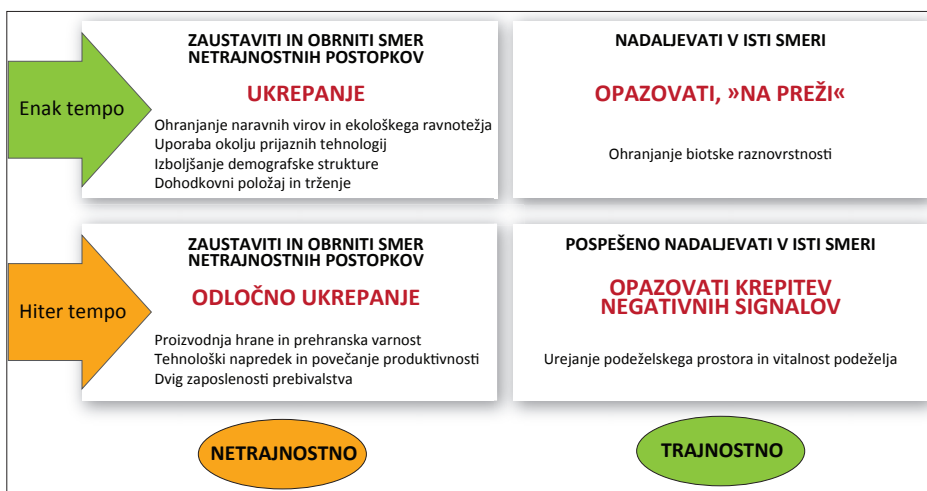 Enak tempo
ZAUSTAVITI IN OBRNITI SMER
NETRAJNOSTNIH POSTOPKOV
UKREPANJE
Ohranjanje naravnih virov in ekološkega ravnotežja
Uporaba okolju prijaznih tehnologij
Izboljšanje demografske strukture
Dohodkovni položaj in trženje
NADALJEVATI V ISTI SMERI
OPAZOVATI, »NA PREŽI«
Ohranjanje biotske raznovrstnosti
Hiter tempo
ZAUSTAVITI IN OBRNITI SMER
NETRAJNOSTNIH POSTOPKOV
ODLOČNO UKREPANJE
Proizvodnja hrane in prehranska varnost
Tehnološki napredek in povečanje produktivnosti
Dvig zaposlenosti prebivalstva
POSPEŠENO NADALJEVATI V ISTI SMERI
OPAZOVATI KREPITEV
NEGATIVNIH SIGNALOV
Urejanje podeželskega prostora in vitalnost podeželja
NETRAJNOSTNO
TRAJNOSTNO